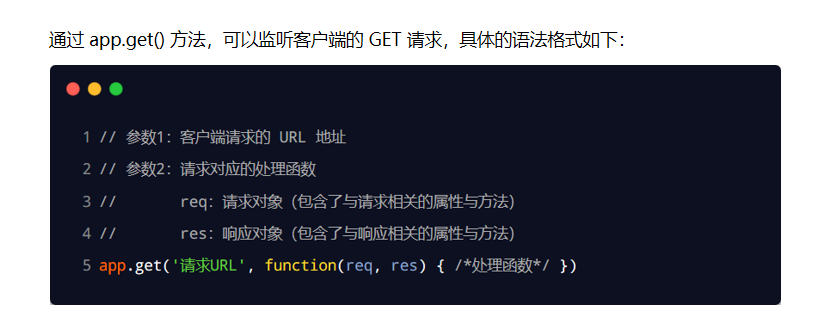 通过 app.get() 方法，可以监听客户端的 GET 请求，具体的语法格式如下：
1 // 参数1：客户端请求的 URL 地址
2 // 参数2：请求对应的处理函数
3 //       req：请求对象（包含了与请求相关的属性与方法）
4 //       res：响应对象（包含了与响应相关的属性与方法）
5 app.get('请求URL', function(req, res) { /*处理函数*/ })